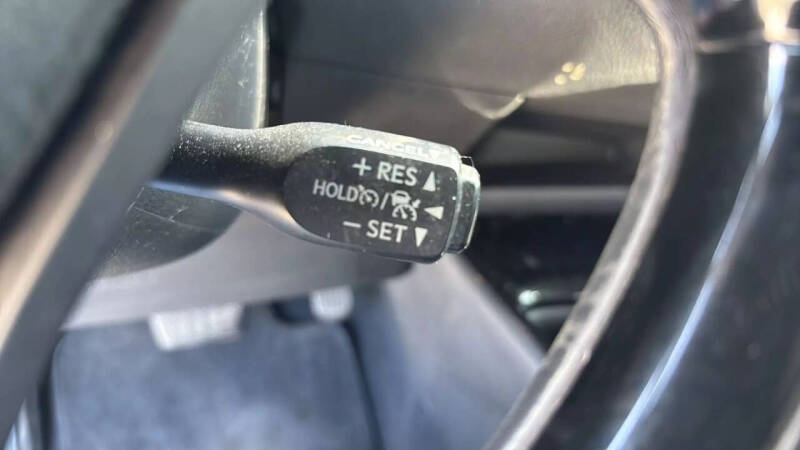 CANCEL
+ RES ▲
HOLD / ◄
− SET ▼